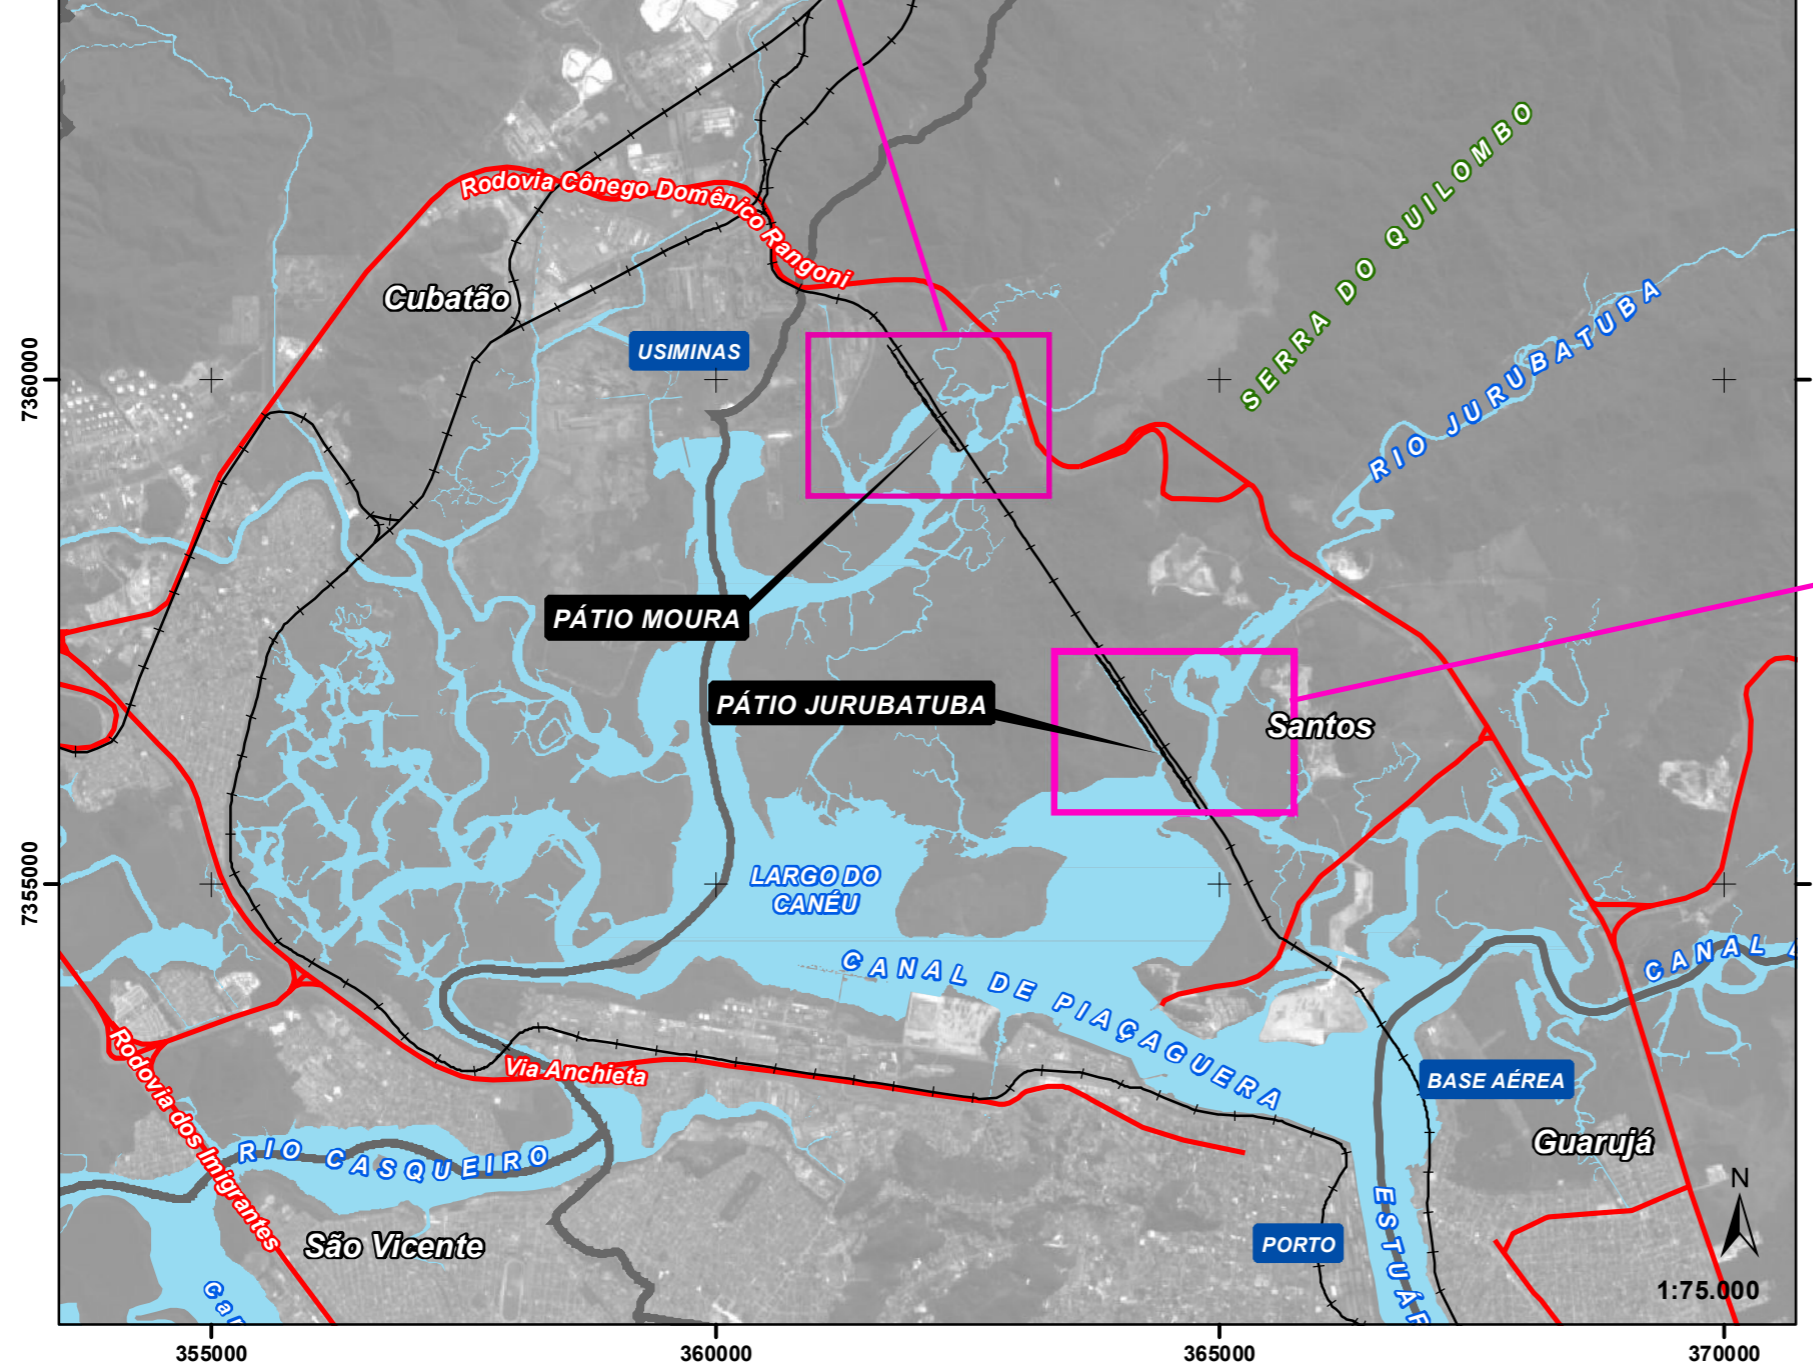 SERRA DO QUILOMBO
Rodovia Cônego Domênico Rangoni
Cubatão
RIO JURUBATUBA
USIMINAS
7360000
PÁTIO MOURA
PÁTIO JURUBATUBA
Santos
7355000
LARGO DO
CANÉU
CANAL
CANAL DE PIAÇAGUERA
Via Anchieta
BASE AÉREA
Rodovia dos Imigrantes
RIO CASQUEIRO
Guarujá
N
São Vicente
PORTO
1:75.000
355000
360000
365000
370000